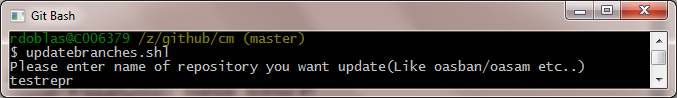 Git Bash
rdoblas@C006379 /z/github/cm (master)
$ updatebranches.shl
Please enter name of repository you want update(Like oasban/oasam etc..)
testrepr